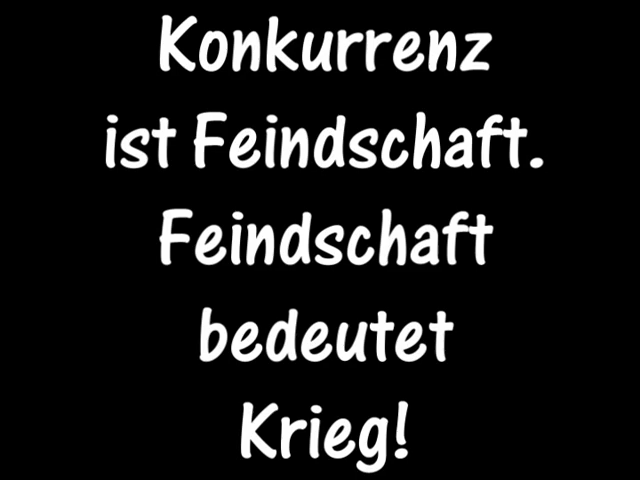 Konkurrenz
ist Feindschaft.
Feindschaft
bedeutet
Krieg!